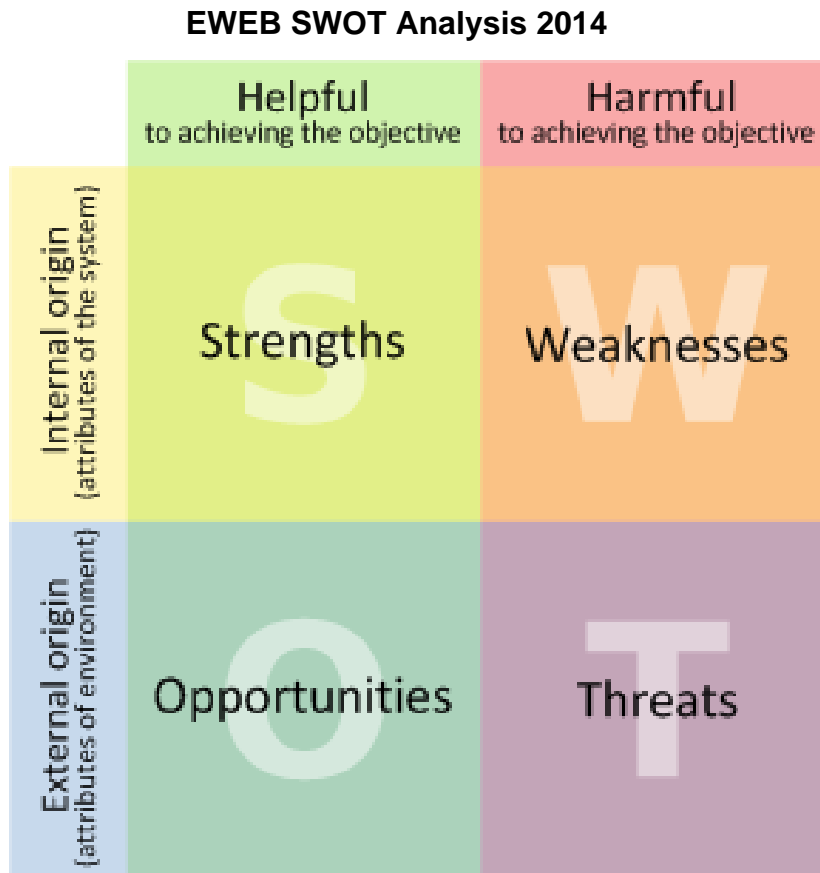 EWEB SWOT Analysis 2014
Helpful
to achieving the objective
Harmful
to achieving the objective
Internal origin
{attributes of the system}
S
Strengths
W
Weaknesses
External origin
{attributes of environment}
O
Opportunities
T
Threats